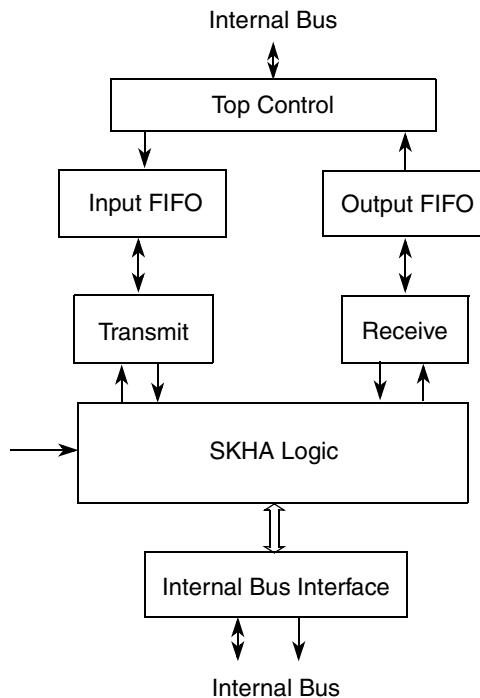 Internal Bus
Top Control
Input FIFO
Output FIFO
Transmit
Receive
SKHA Logic
Internal Bus Interface
Internal Bus